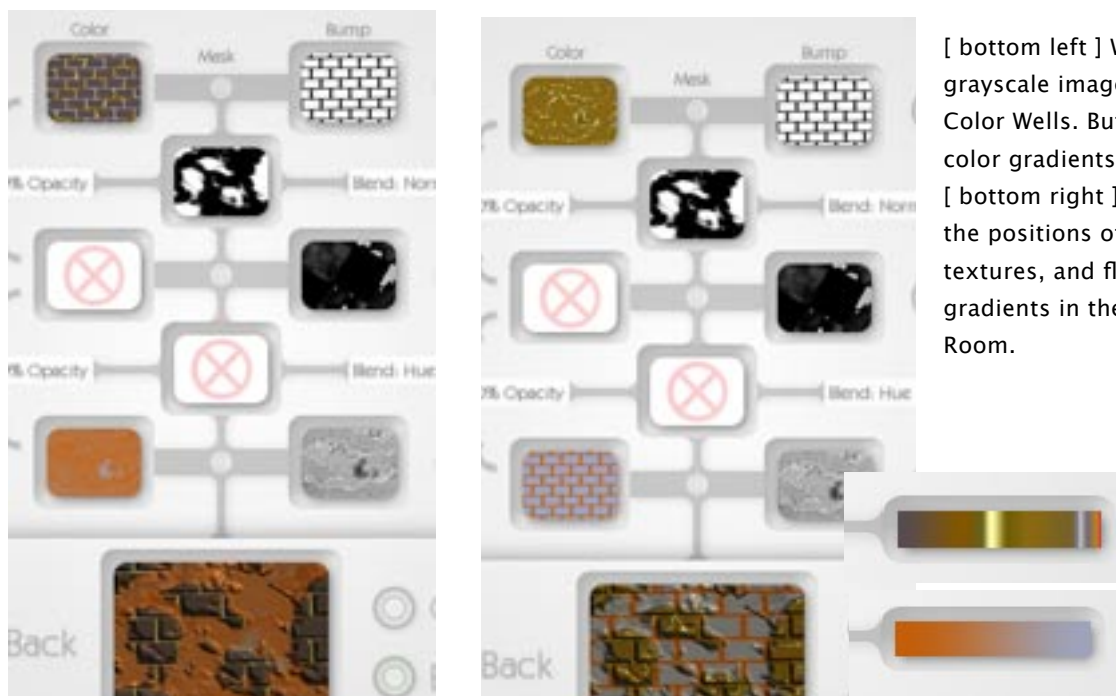 Color
Bump
Mask
% Opacity
Blend: Norm
% Opacity
Blend: Hue
Back
Color
Bump
Mask
% Opacity
Blend: Norm
% Opacity
Blend: Hue
Back
[ bottom left ] W
grayscale image
Color Wells. Bu
color gradients
[ bottom right ]
the positions o
textures, and fl
gradients in the
Room.